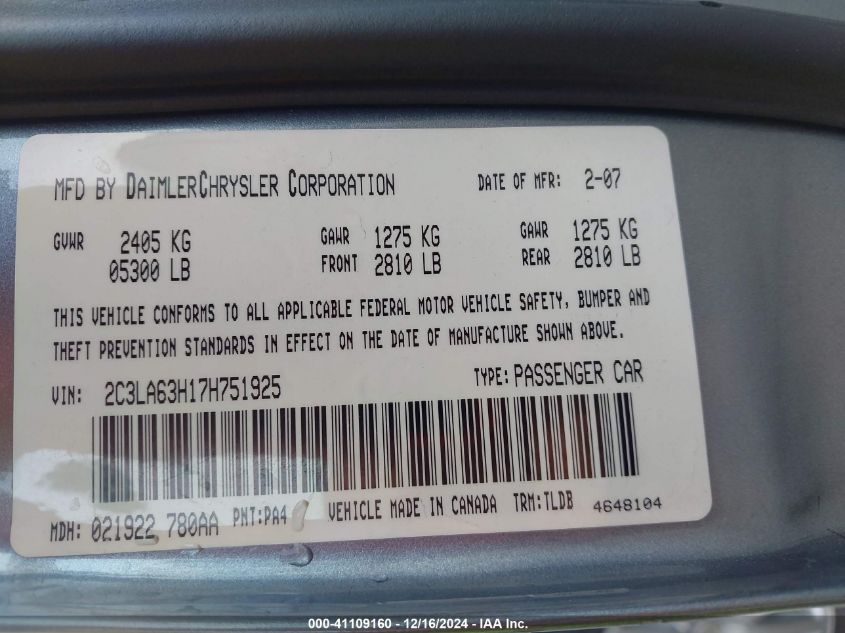 MFD BY DAIMLERCHRYSLER CORPORATION DATE OF MFR: 2-07
GVWR 2405 KG GAWR 1275 KG GAWR 1275 KG
05300 LB FRONT 2810 LB REAR 2810 LB
THIS VEHICLE CONFORMS TO ALL APPLICABLE FEDERAL MOTOR VEHICLE SAFETY, BUMPER AND
THEFT PREVENTION STANDARDS IN EFFECT ON THE DATE OF MANUFACTURE SHOWN ABOVE.
VIN: 2C3LA63H17H751925 TYPE: PASSENGER CAR
MDH: 021922 780AA PNT:PA4 VEHICLE MADE IN CANADA TRM:TLDB 4648104
000-41109160 - 12/16/2024 - IAA Inc.